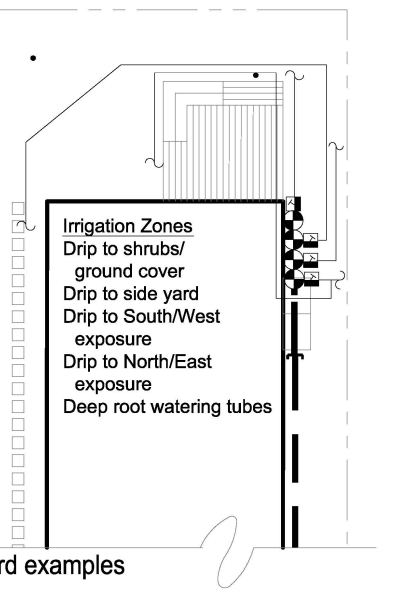 Irrigation Zones
Drip to shrubs/
ground cover
Drip to side yard
Drip to South/West
exposure
Drip to North/East
exposure
Deep root watering tubes
rd examples